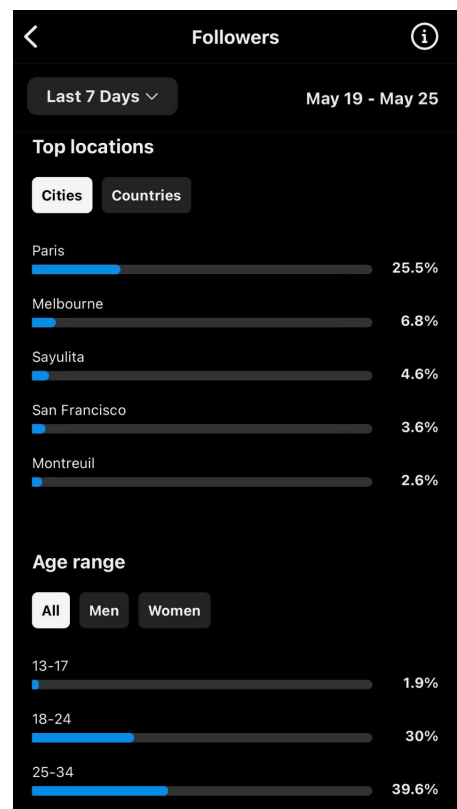 Followers
Last 7 Days
May 19 - May 25
Top locations
Cities Countries
Paris
25.5%
Melbourne
6.8%
Sayulita
4.6%
San Francisco
3.6%
Montreuil
2.6%
Age range
All Men Women
13-17
1.9%
18-24
30%
25-34
39.6%